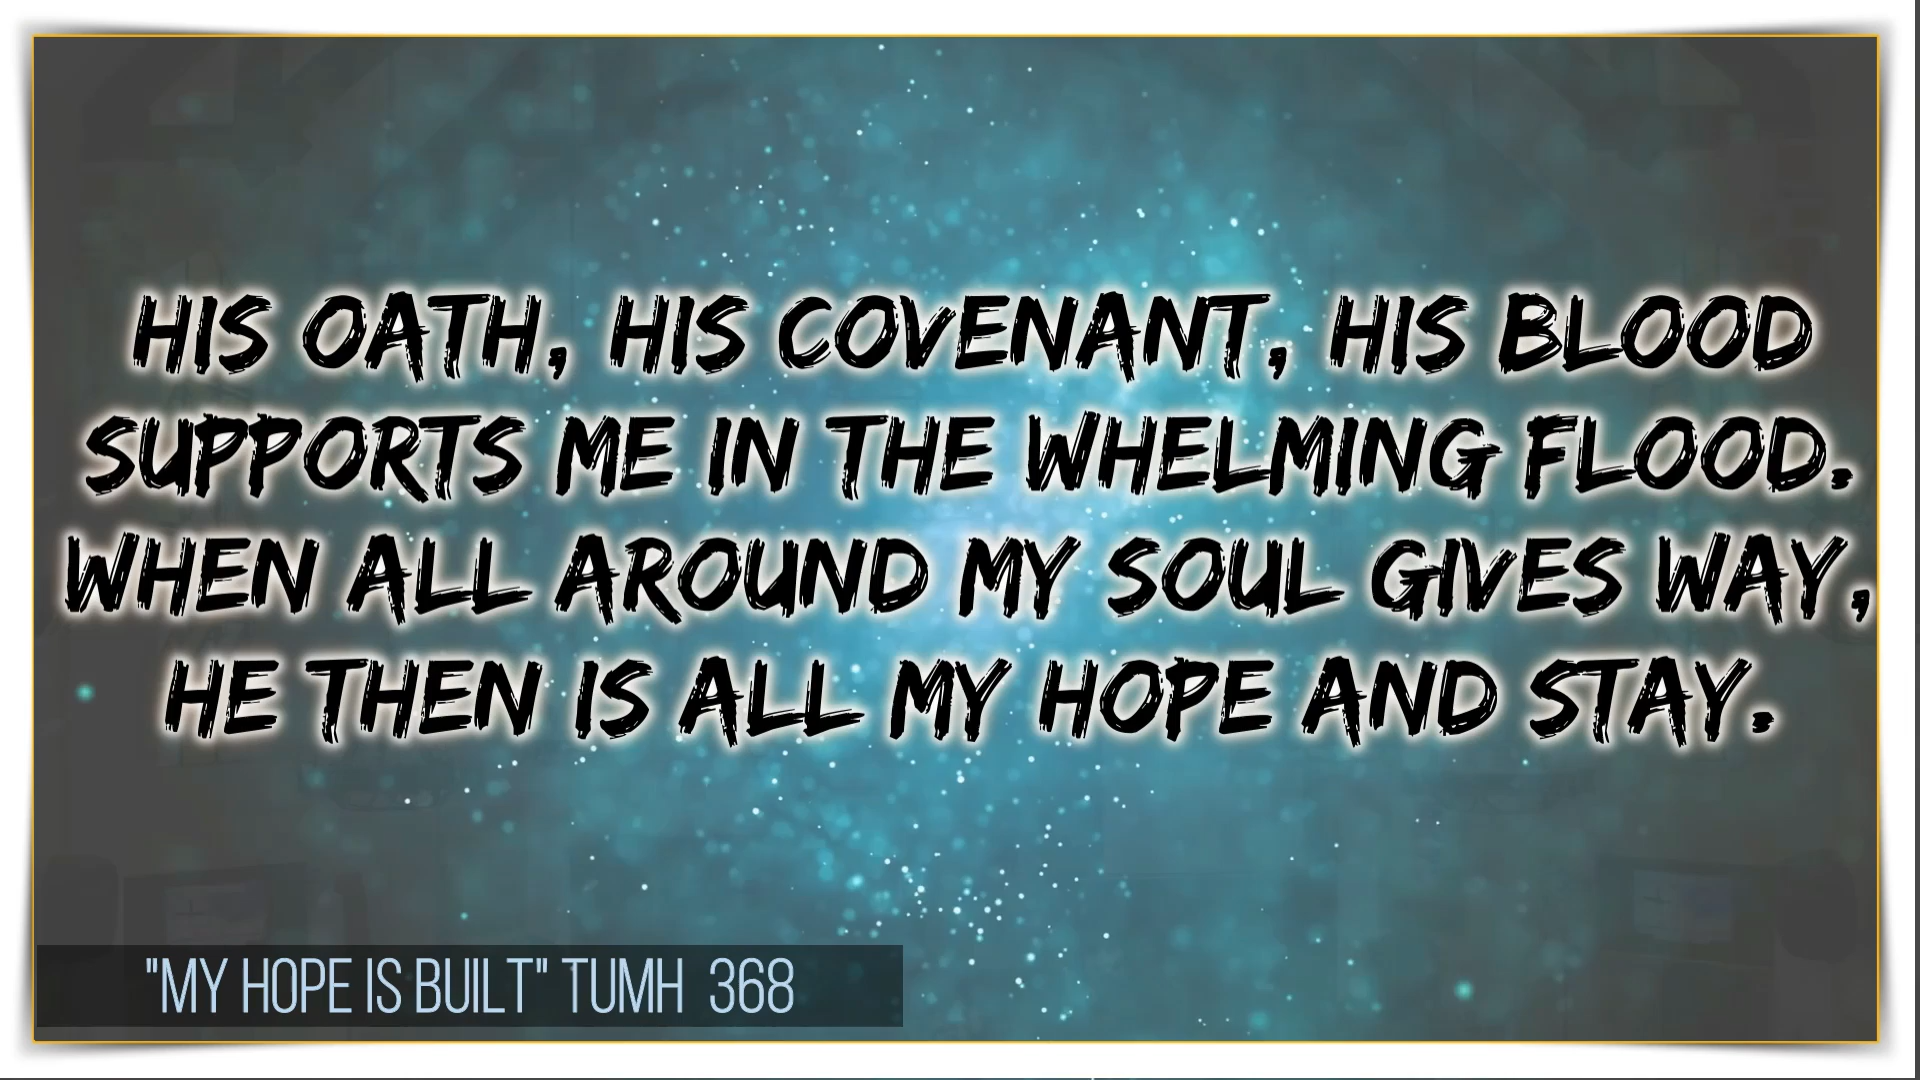 HIS OATH, HIS COVENANT, HIS BLOOD
SUPPORTS ME IN THE WHELMING FLOOD.
WHEN ALL AROUND MY SOUL GIVES WAY,
HE THEN IS ALL MY HOPE AND STAY.
"MY HOPE IS BUILT" TUMH 368